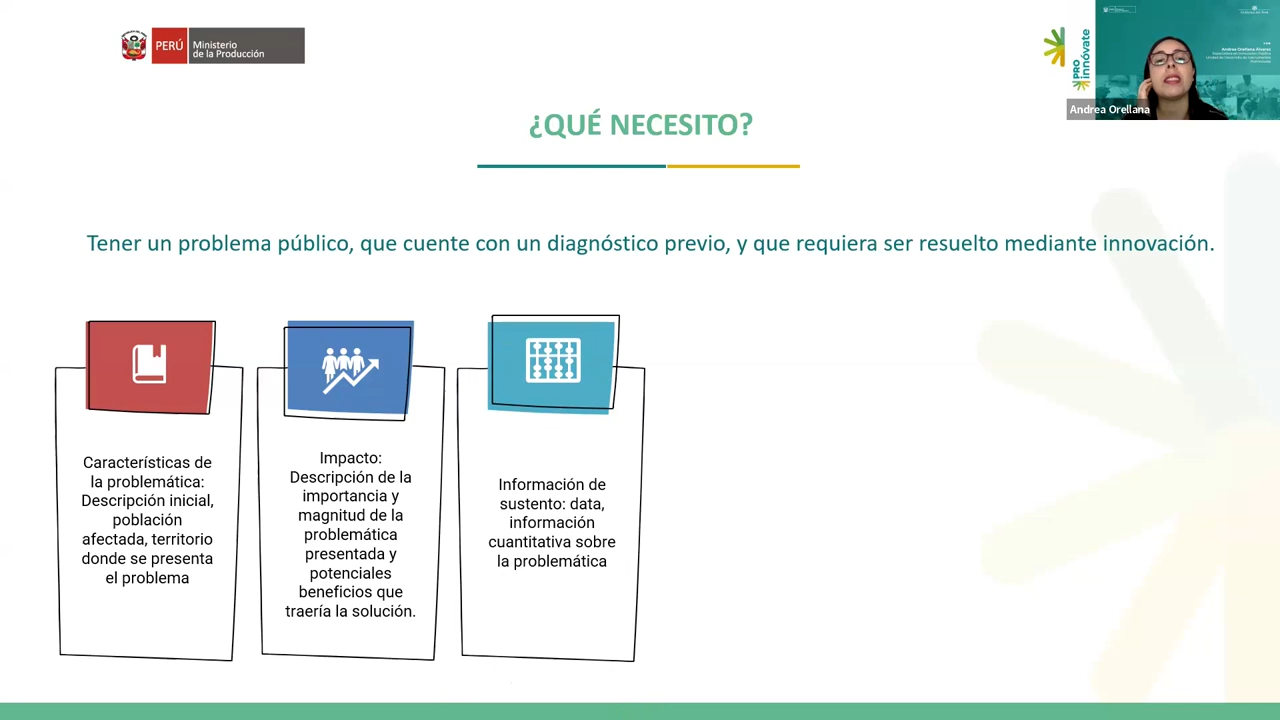 PERÚ
Ministerio
de la Producción
PRO
innóvate
Andrea Orellana Alvarez
Andrea Orellana
¿QUÉ NECESITO?
Tener un problema público, que cuente con un diagnóstico previo, y que requiera ser resuelto mediante innovación.
Características de
la problemática:
Descripción inicial,
población
afectada, territorio
donde se presenta
el problema
Impacto:
Descripción de la
importancia y
magnitud de la
problemática
presentada y
potenciales
beneficios que
traería la solución.
Información de
sustento: data,
información
cuantitativa sobre
la problemática